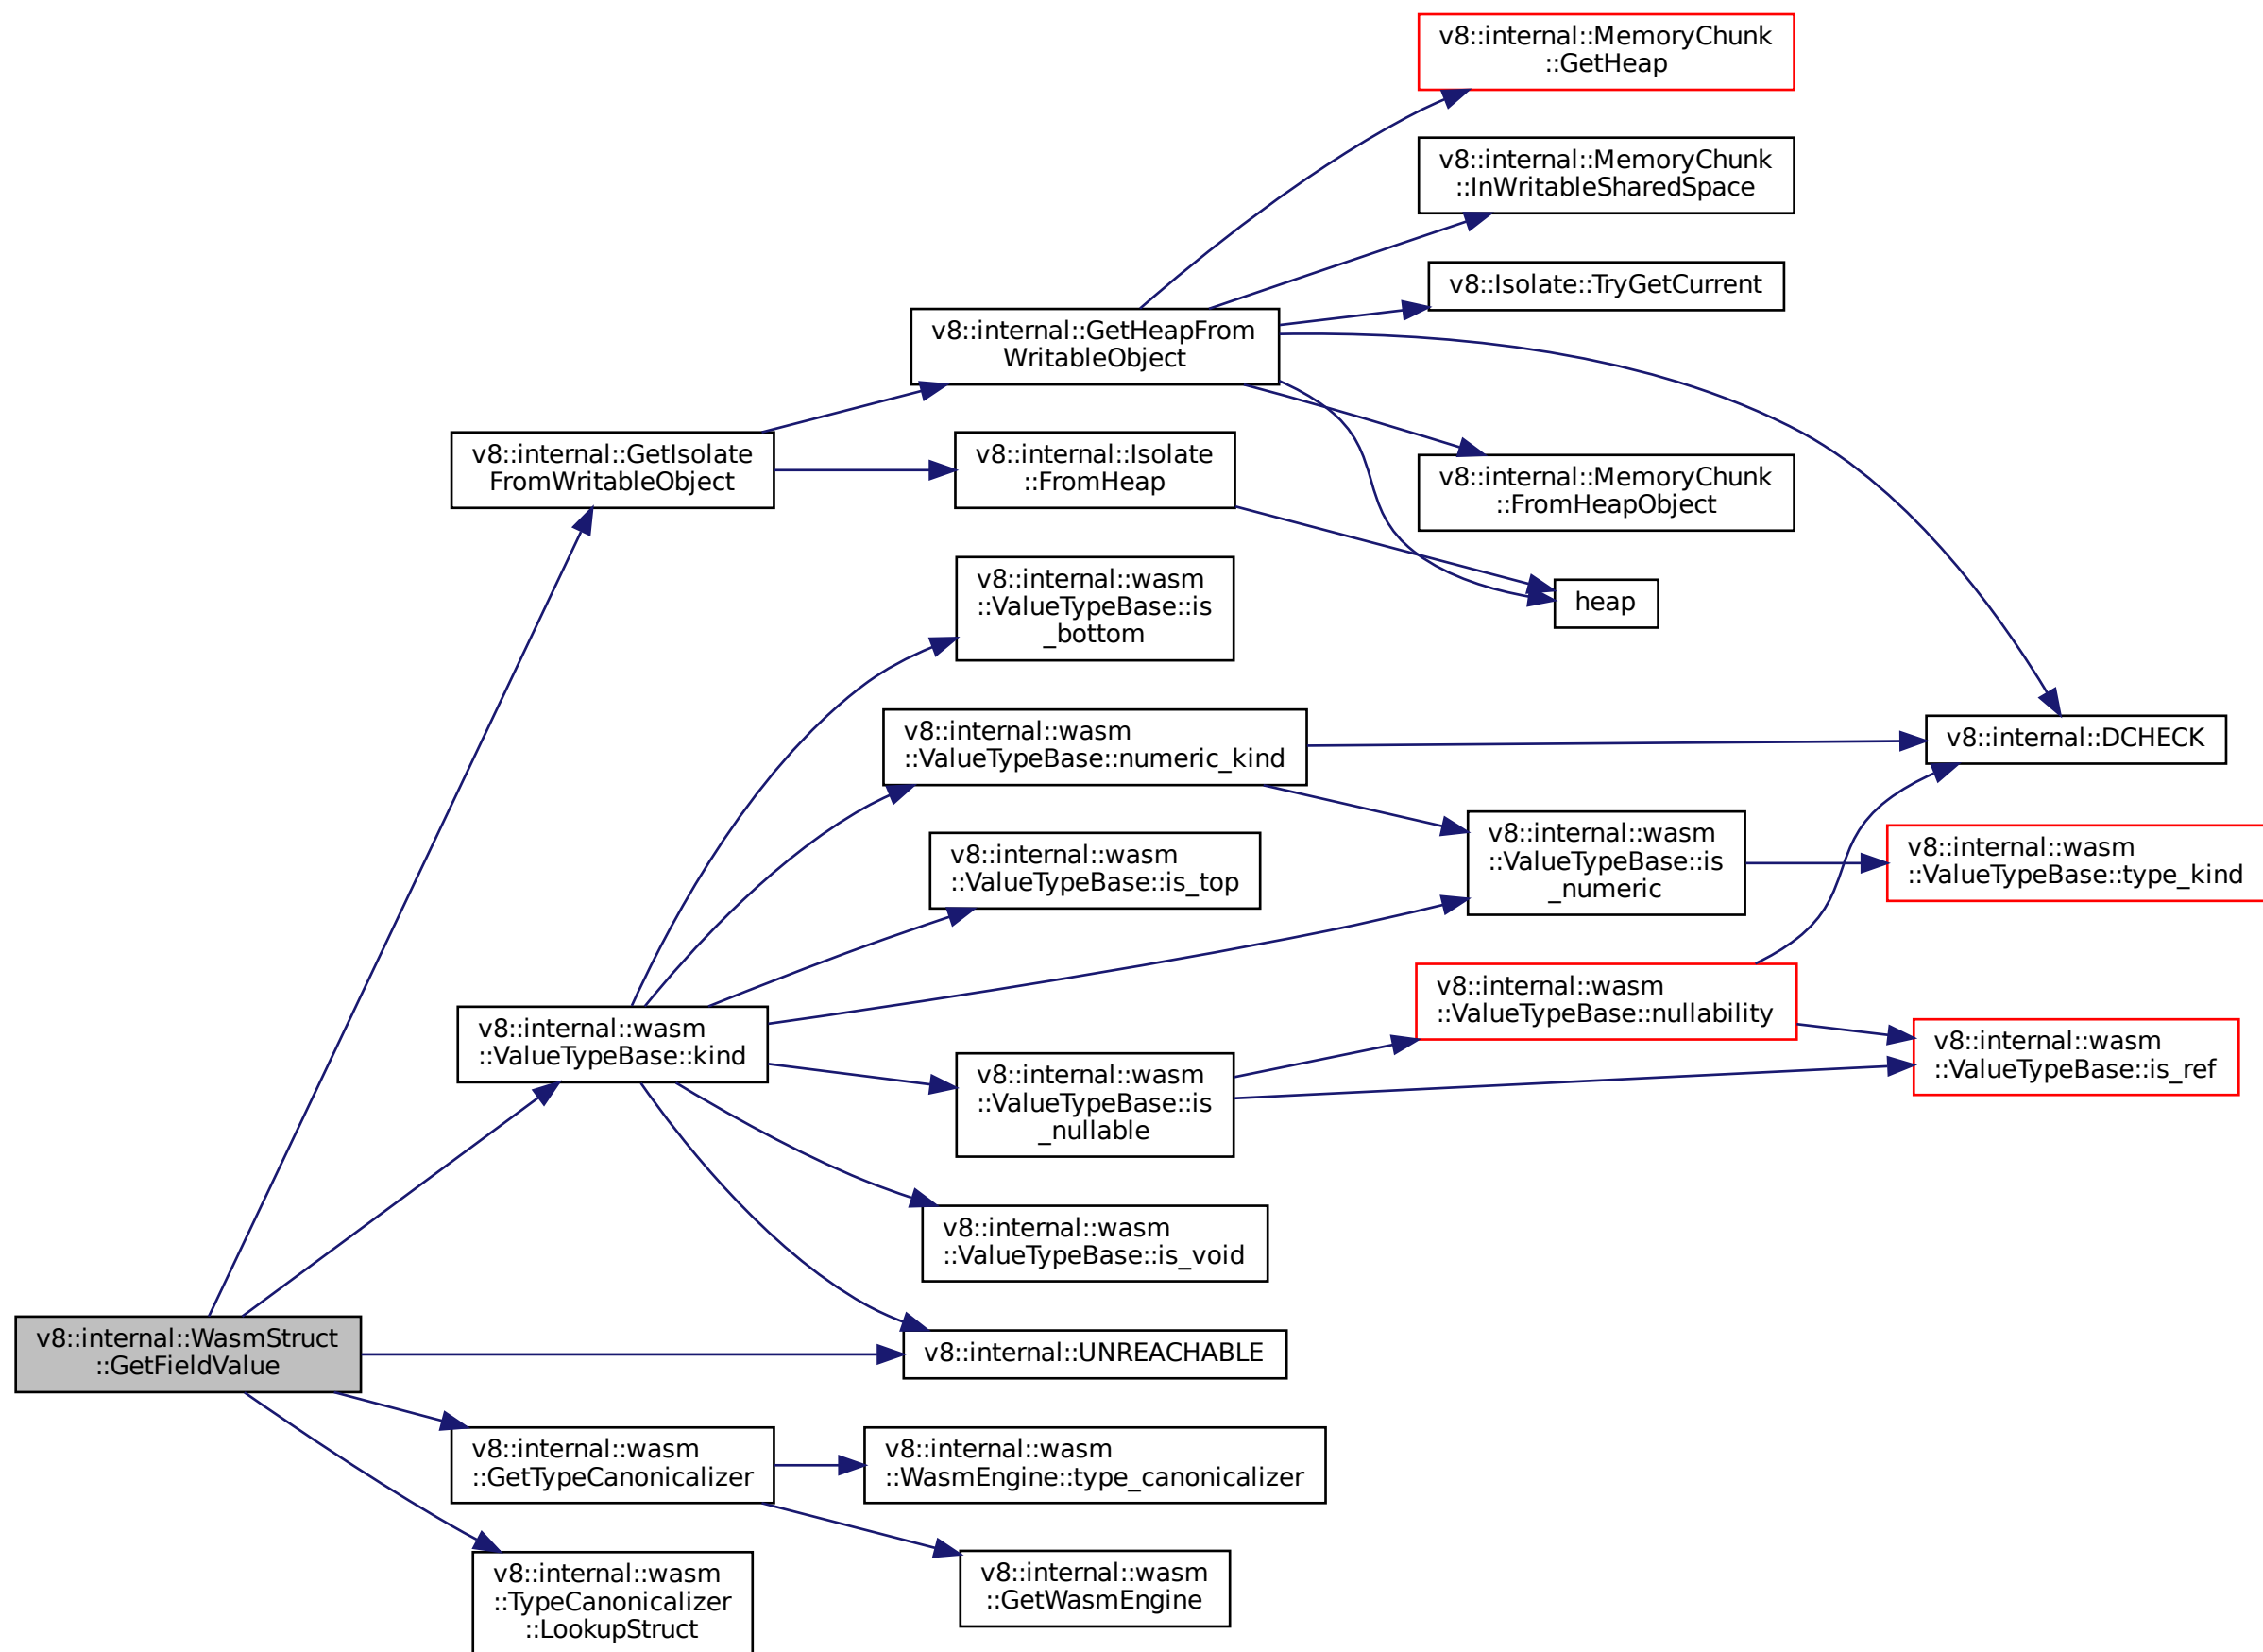 v8::internal::MemoryChunk
::GetHeap
v8::internal::MemoryChunk
::InWritableSharedSpace
v8::Isolate::TryGetCurrent
v8::internal::GetHeapFrom
WritableObject
v8::internal::GetIsolate
FromWritableObject
v8::internal::Isolate
::FromHeap
v8::internal::MemoryChunk
::FromHeapObject
heap
v8::internal::wasm
::ValueTypeBase::is
_bottom
v8::internal::wasm
::ValueTypeBase::numeric_kind
v8::internal::DCHECK
v8::internal::wasm
::ValueTypeBase::is_top
v8::internal::wasm
::ValueTypeBase::is
_numeric
v8::internal::wasm
::ValueTypeBase::type_kind
v8::internal::wasm
::ValueTypeBase::nullability
v8::internal::wasm
::ValueTypeBase::kind
v8::internal::wasm
::ValueTypeBase::is
_nullable
v8::internal::wasm
::ValueTypeBase::is_ref
v8::internal::wasm
::ValueTypeBase::is_void
v8::internal::WasmStruct
::GetFieldValue
v8::internal::UNREACHABLE
v8::internal::wasm
::GetTypeCanonicalizer
v8::internal::wasm
::WasmEngine::type_canonicalizer
v8::internal::wasm
::TypeCanonicalizer
::LookupStruct
v8::internal::wasm
::GetWasmEngine